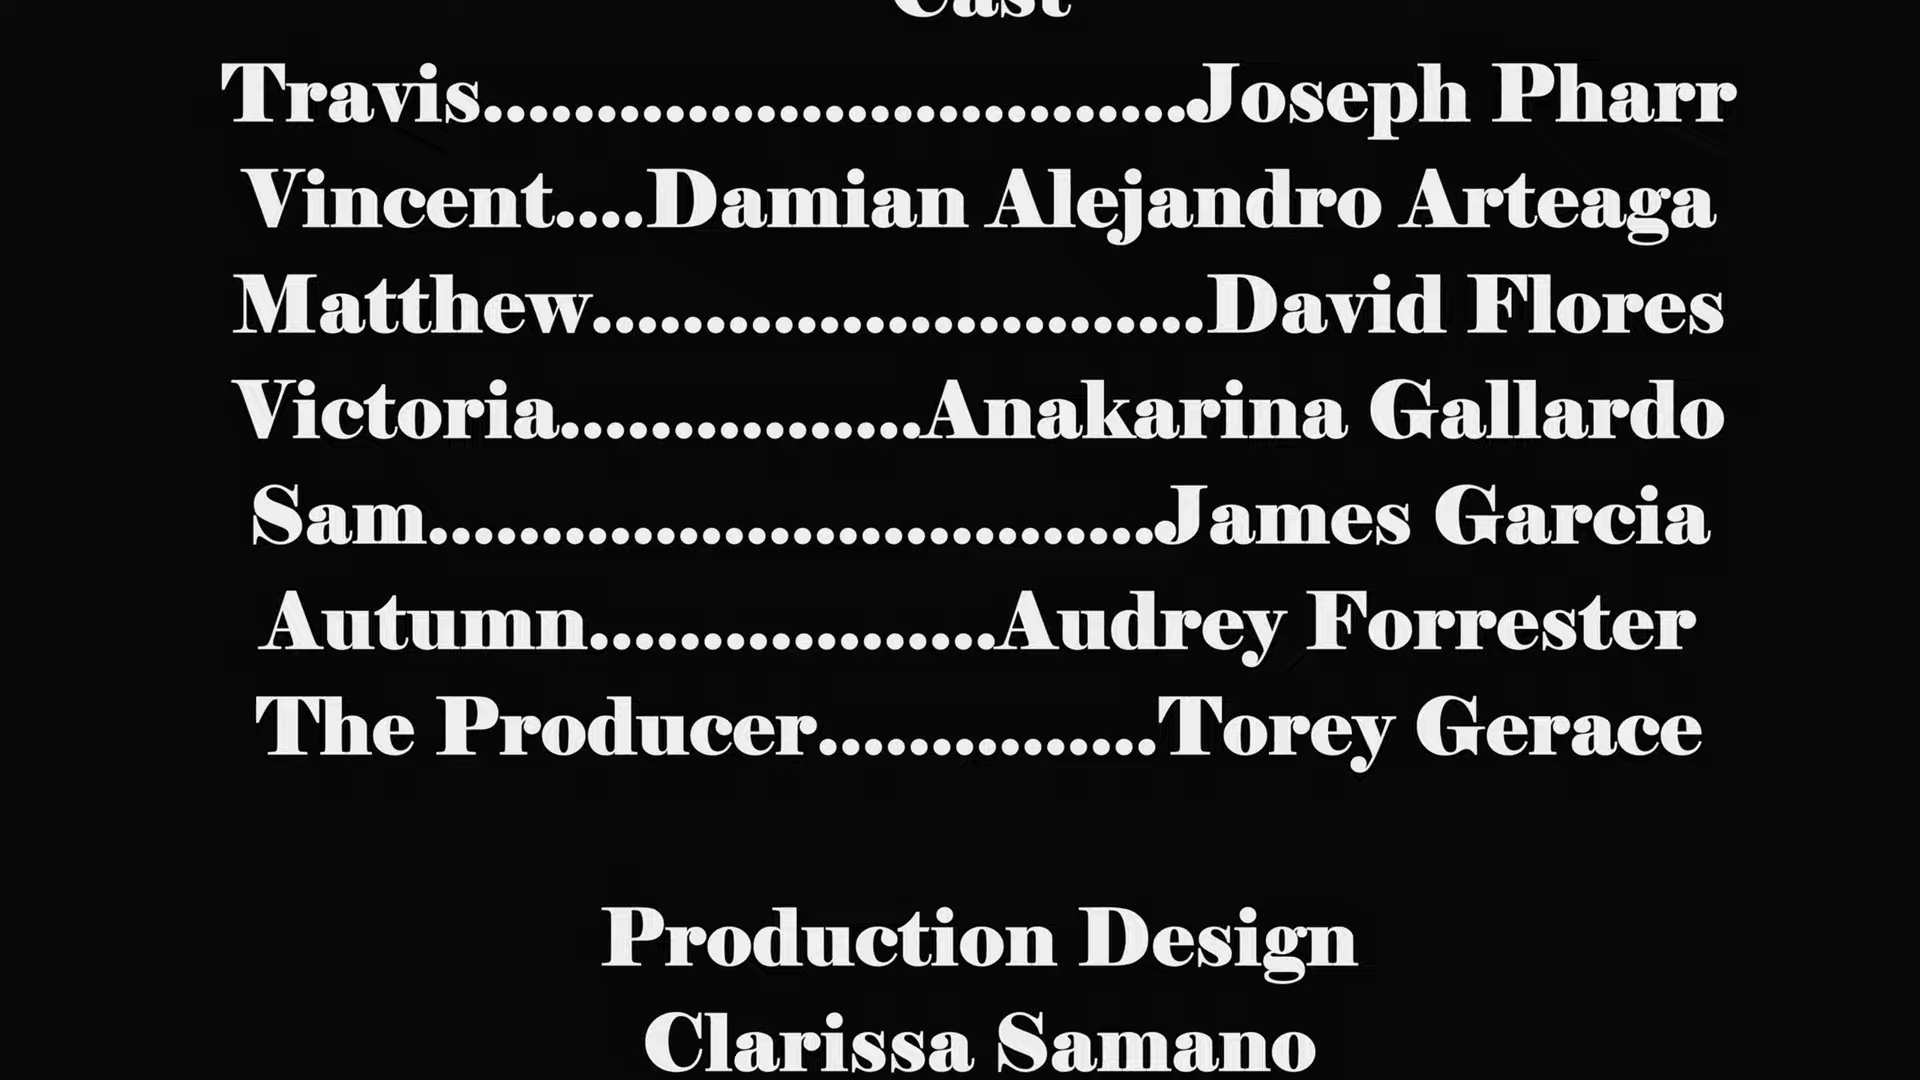 Cast
Travis...............................Joseph Pharr
Vincent....Damian Alejandro Arteaga
Matthew...........................David Flores
Victoria................Anakarina Gallardo
Sam................................James Garcia
Autumn..................Audrey Forrester
The Producer...............Torey Gerace
Production Design
Clarissa Samano